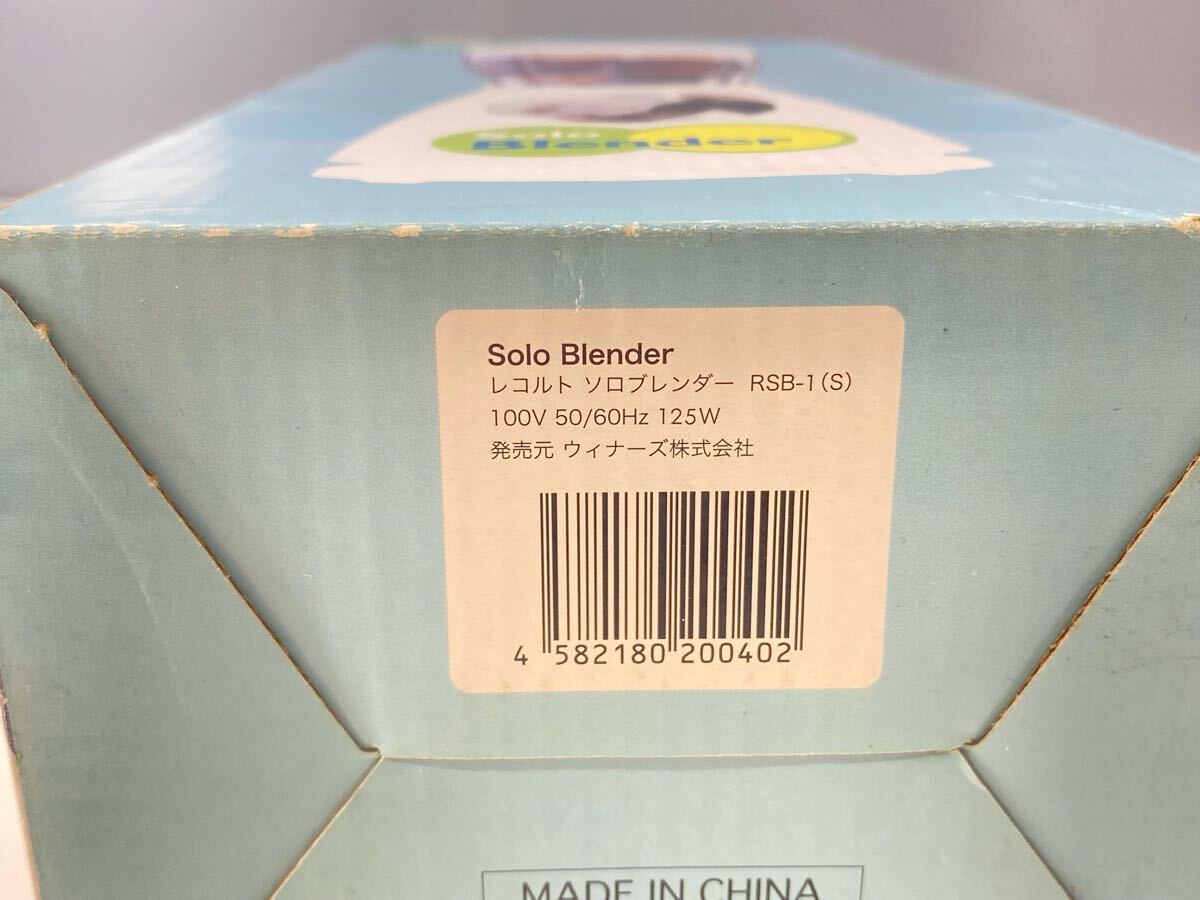 Solo
Blender
Solo Blender
レコルト ソロブレンダー RSB-1(S)
100V 50/60Hz 125W
発売元 ウィナーズ株式会社
4 582180 200402
MADE IN CHINA